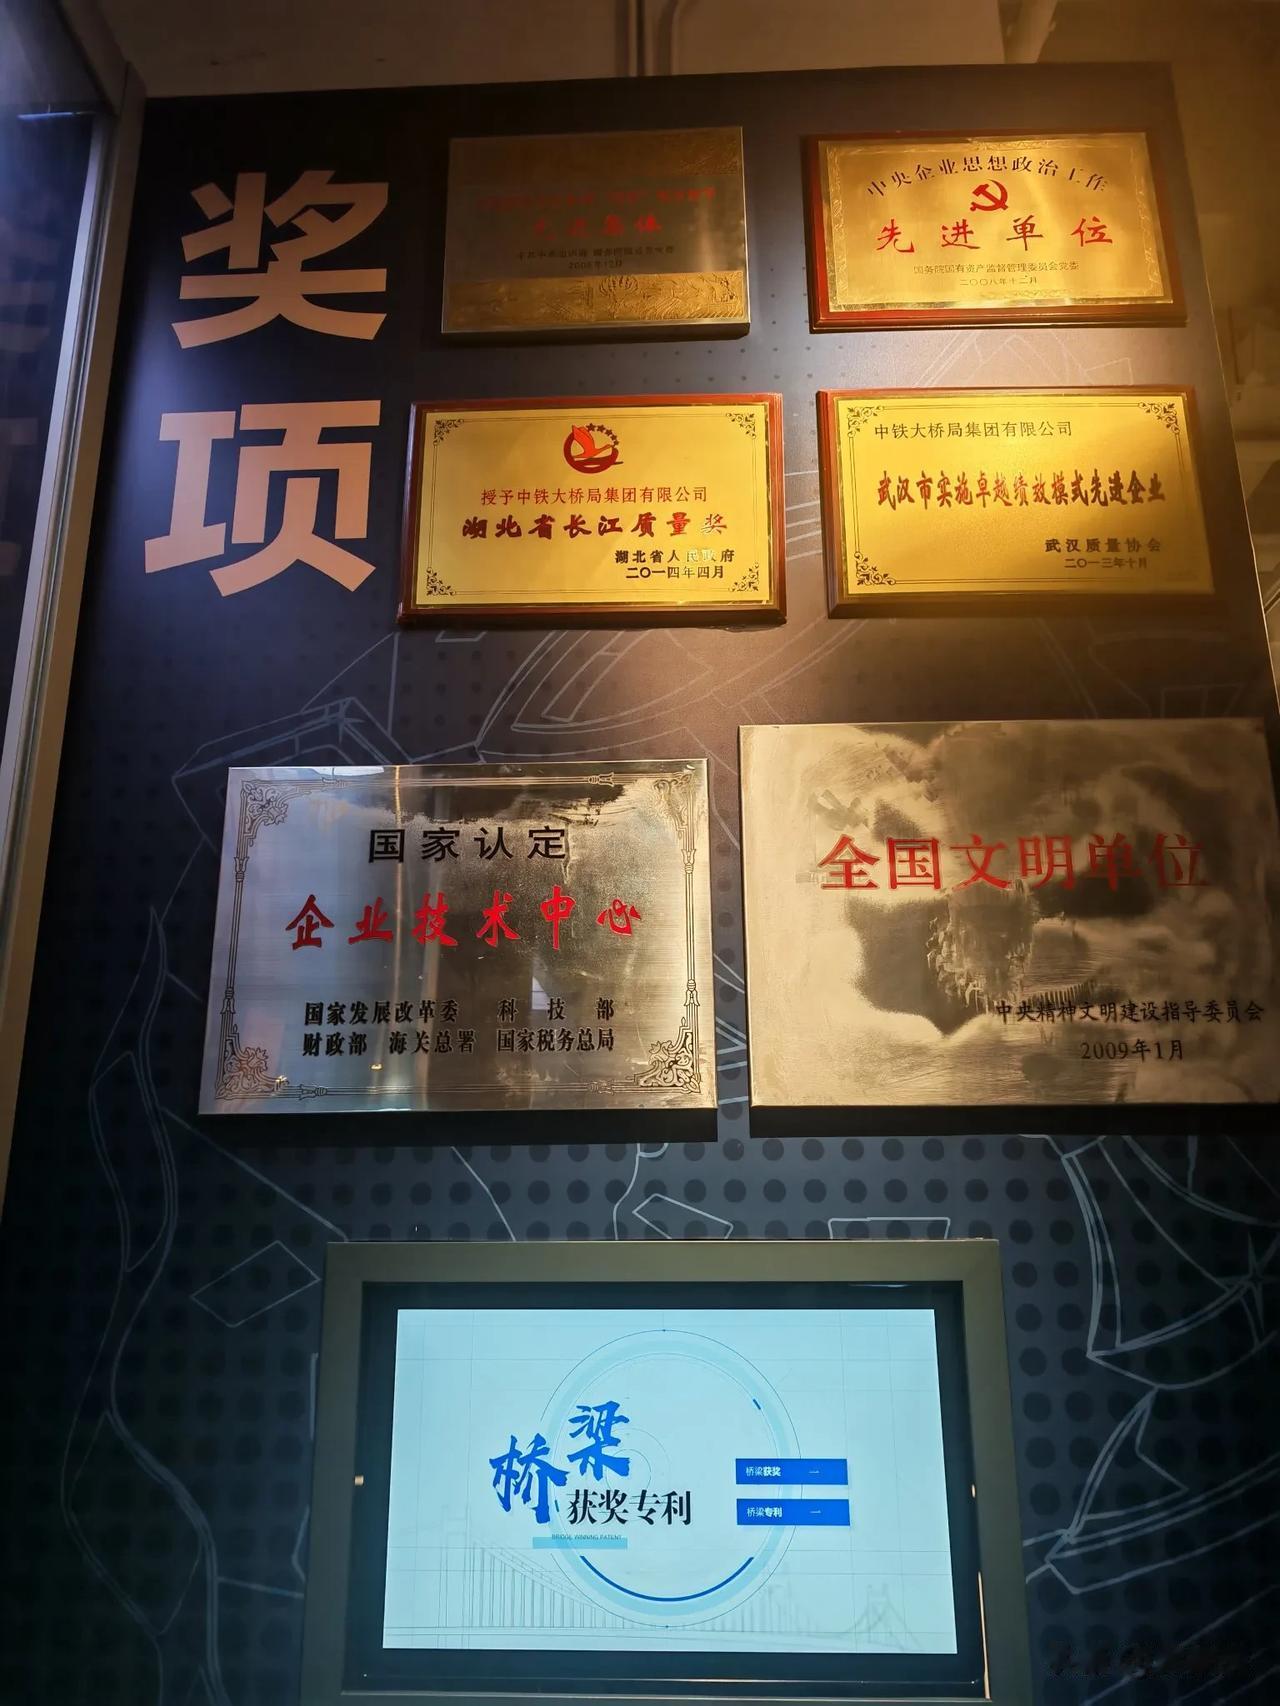 奖项
先进集体
中央企业思想政治工作
先进单位
国务院国有资产监督管理委员会党委
二〇〇八年十二月
授予中铁大桥局集团有限公司
湖北省长江质量奖
湖北省人民政府
二〇一四年四月
中铁大桥局集团有限公司
武汉市实施卓越绩效模式先进企业
武汉质量协会
二〇一三年十月
国家认定
企业技术中心
国家发展改革委 科技部
财政部 海关总署 国家税务总局
全国文明单位
中央精神文明建设指导委员会
2009年1月
桥梁
获奖专利
BRIDGE WINNING PATENT
桥梁获奖
桥梁专利